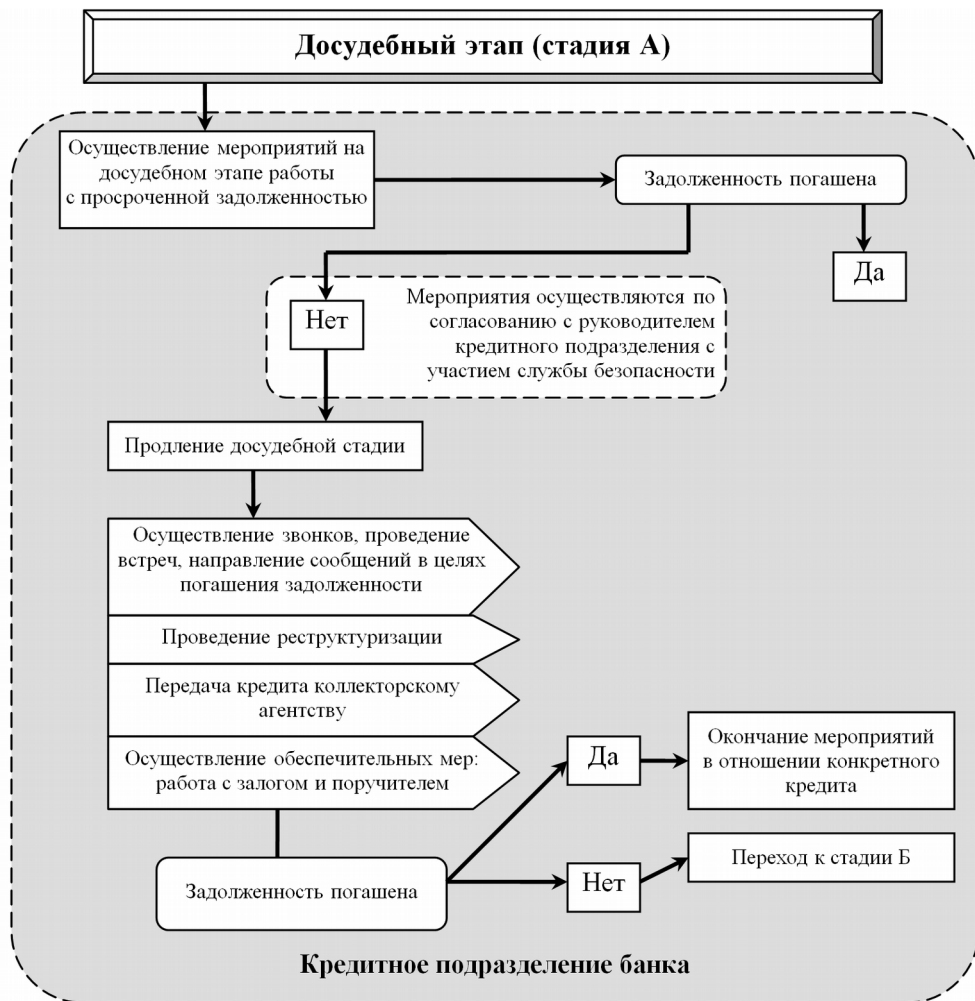 Досудебный этап (стадия А)
Осуществление мероприятий на
досудебном этапе работы
с просроченной задолженностью
Задолженность погашена
Да
Нет
Мероприятия осуществляются по
согласованию с руководителем
кредитного подразделения с
участием службы безопасности
Продление досудебной стадии
Осуществление звонков, проведение
встреч, направление сообщений в целях
погашения задолженности
Проведение реструктуризации
Передача кредита коллекторскому
агентству
Осуществление обеспечительных мер:
работа с залогом и поручителем
Задолженность погашена
Да
Окончание мероприятий
в отношении конкретного
кредита
Нет
Переход к стадии Б
Кредитное подразделение банка